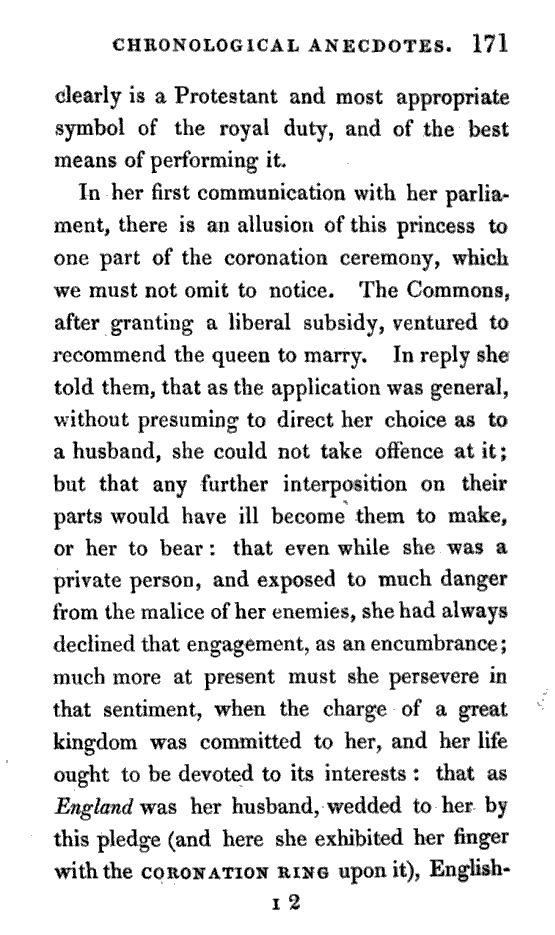 CHRONOLOGICAL ANECDOTES. 171
clearly is a Protestant and most appropriate
symbol of the royal duty, and of the best
means of performing it.
In her first communication with her parlia-
ment, there is an allusion of this princess to
one part of the coronation ceremony, which
we must not omit to notice. The Commons,
after granting a liberal subsidy, ventured to
recommend the queen to marry. In reply she
told them, that as the application was general,
without presuming to direct her choice as to
a husband, she could not take offence at it;
but that any further interposition on their
parts would have ill become them to make,
or her to bear: that even while she was a
private person, and exposed to much danger
from the malice of her enemies, she had always
declined that engagement, as an encumbrance;
much more at present must she persevere in
that sentiment, when the charge of a great
kingdom was committed to her, and her life
ought to be devoted to its interests: that as
England was her husband, wedded to her by
this pledge (and here she exhibited her finger
with the CORONATION RING upon it), English-
I 2